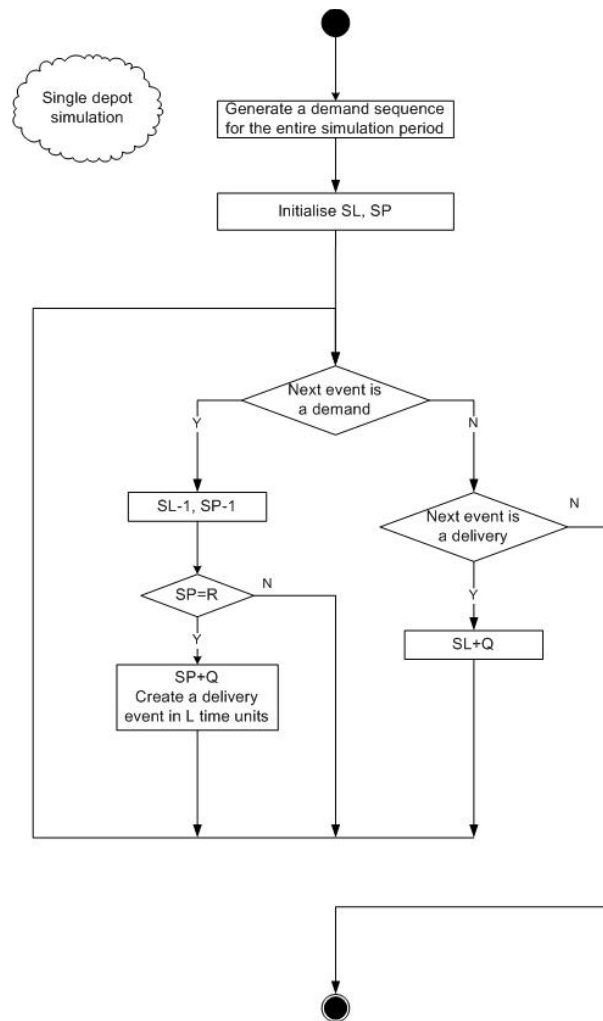 Single depot
simulation
Generate a demand sequence
for the entire simulation period
Initialise SL, SP
Next event is
a demand
Y
N
SL-1, SP-1
Next event is
a delivery
N
SP=R
N
Y
Y
SL+Q
SP+Q
Create a delivery
event in L time units